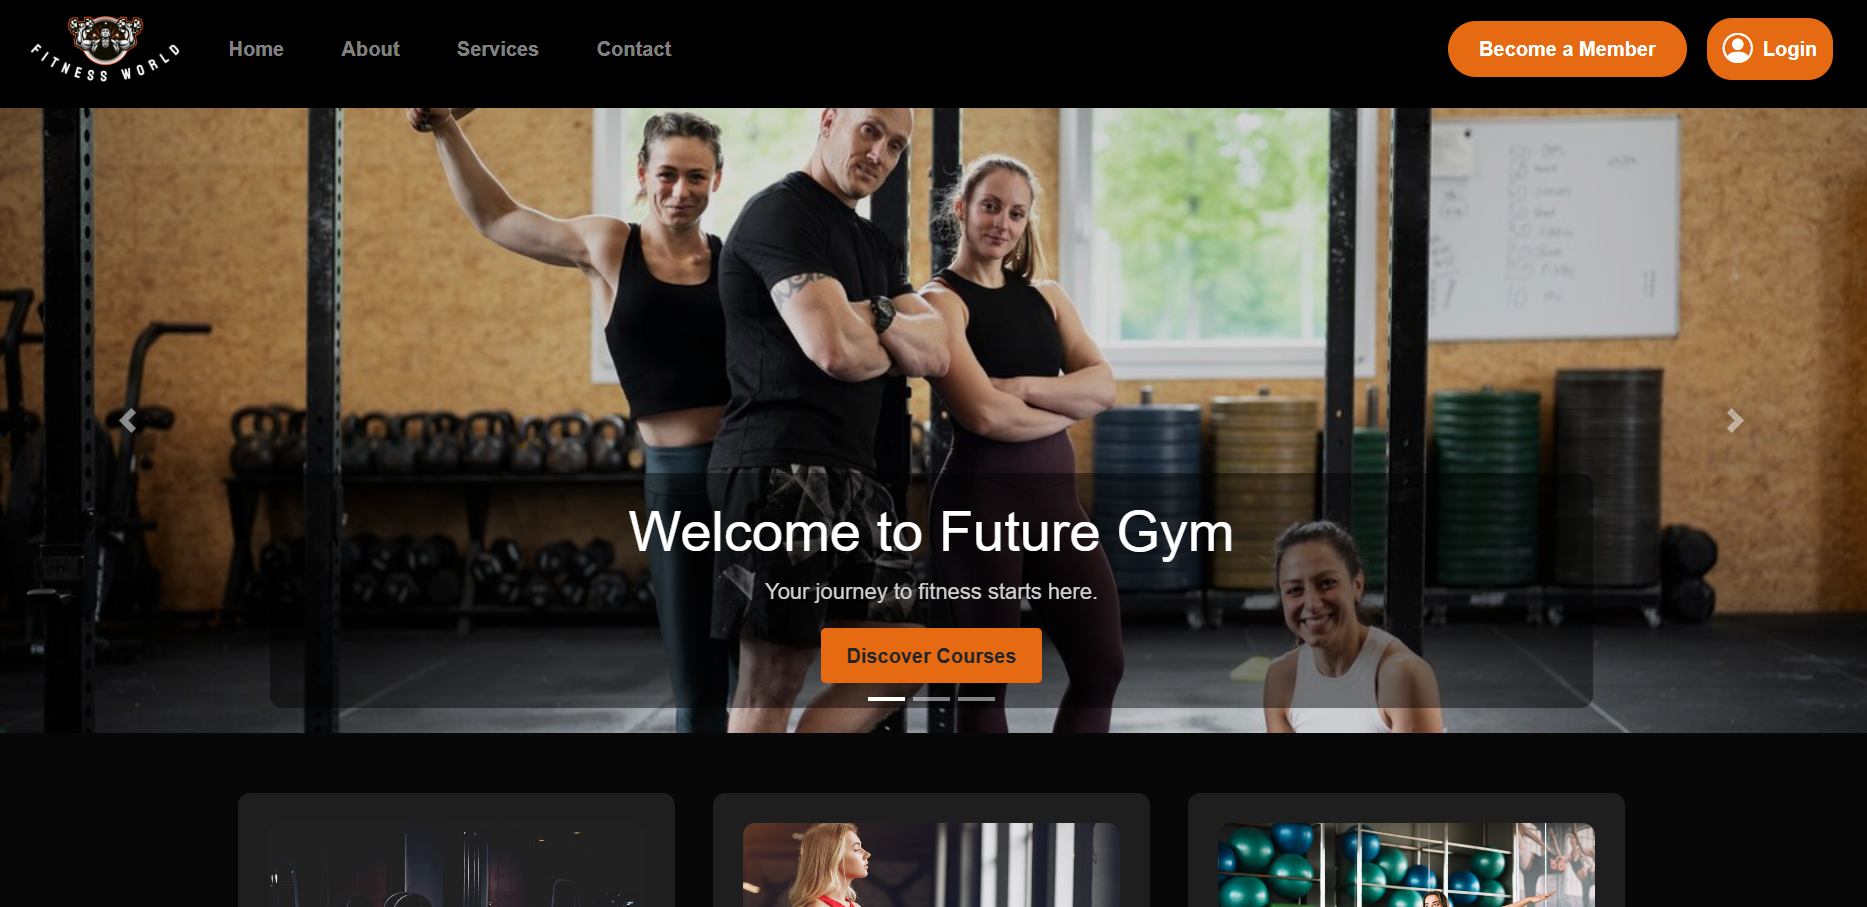 FITNESS WORLD
Home
About
Services
Contact
Become a Member
Login
Welcome to Future Gym
Your journey to fitness starts here.
Discover Courses